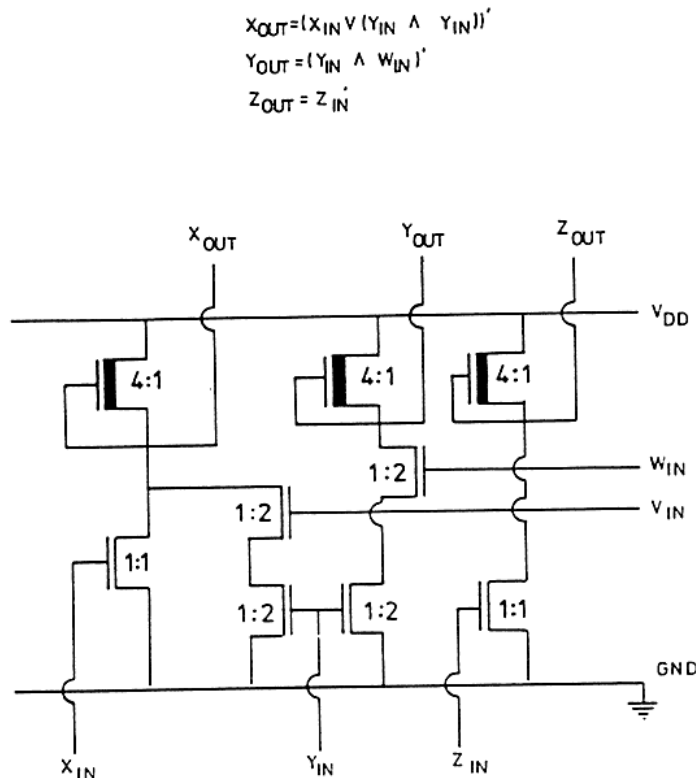 X_OUT=(X_IN V (Y_IN Λ Y_IN))'
Y_OUT=(Y_IN Λ W_IN)'
Z_OUT= Z_IN'
X_OUT Y_OUT Z_OUT
V_DD
4:1 4:1 4:1
W_IN
1:2
V_IN
1:2
1:1
1:2 1:2 1:1
GND
X_IN Y_IN Z_IN